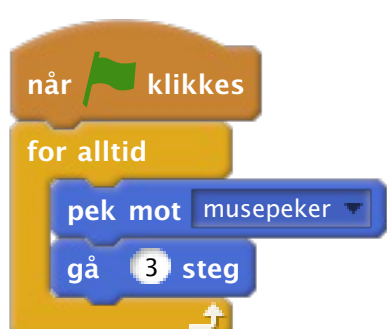 når klikkes
for alltid
pek mot musepeker
gå 3 steg